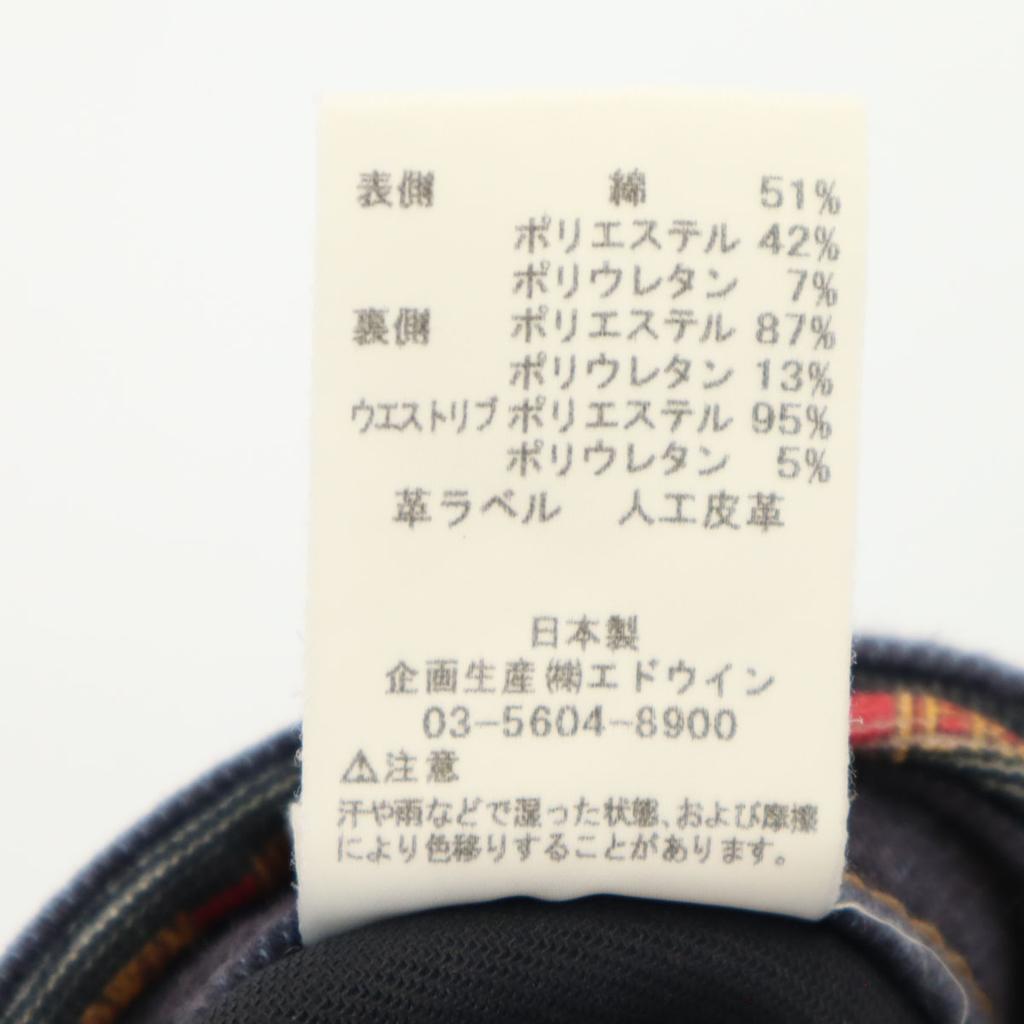 表側 綿 51%
ポリエステル 42%
ポリウレタン 7%
裏側 ポリエステル 87%
ポリウレタン 13%
ウエストリブ ポリエステル 95%
ポリウレタン 5%
革ラベル 人工皮革
日本製
企画生産㈱エドウイン
03-5604-8900
⚠注意
汗や雨などで湿った状態、および摩擦
により色移りすることがあります。